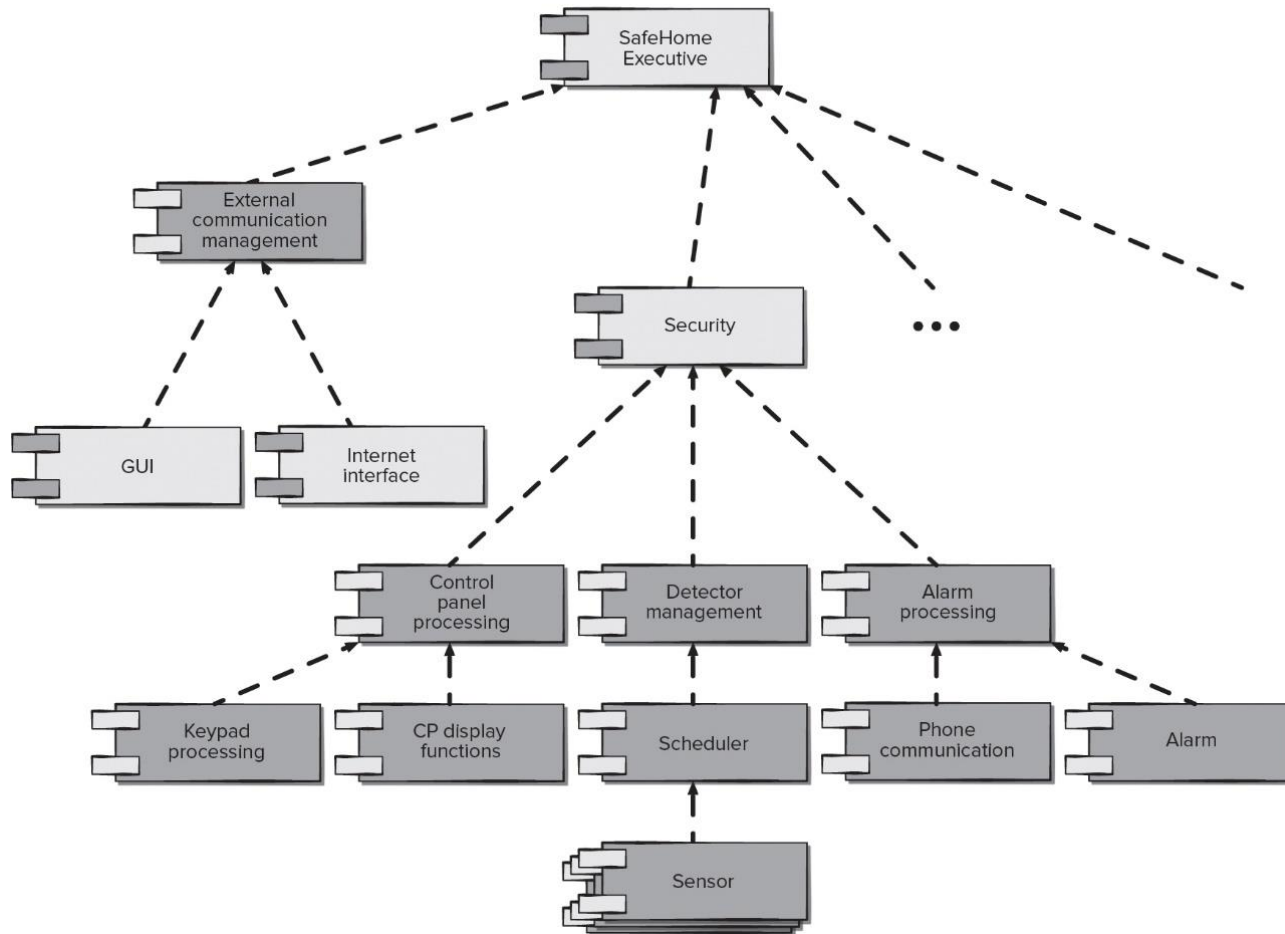 SafeHome
Executive
External
communication
management
Security
GUI
Internet
interface
Control
panel
processing
Detector
management
Alarm
processing
Keypad
processing
CP display
functions
Scheduler
Phone
communication
Alarm
Sensor